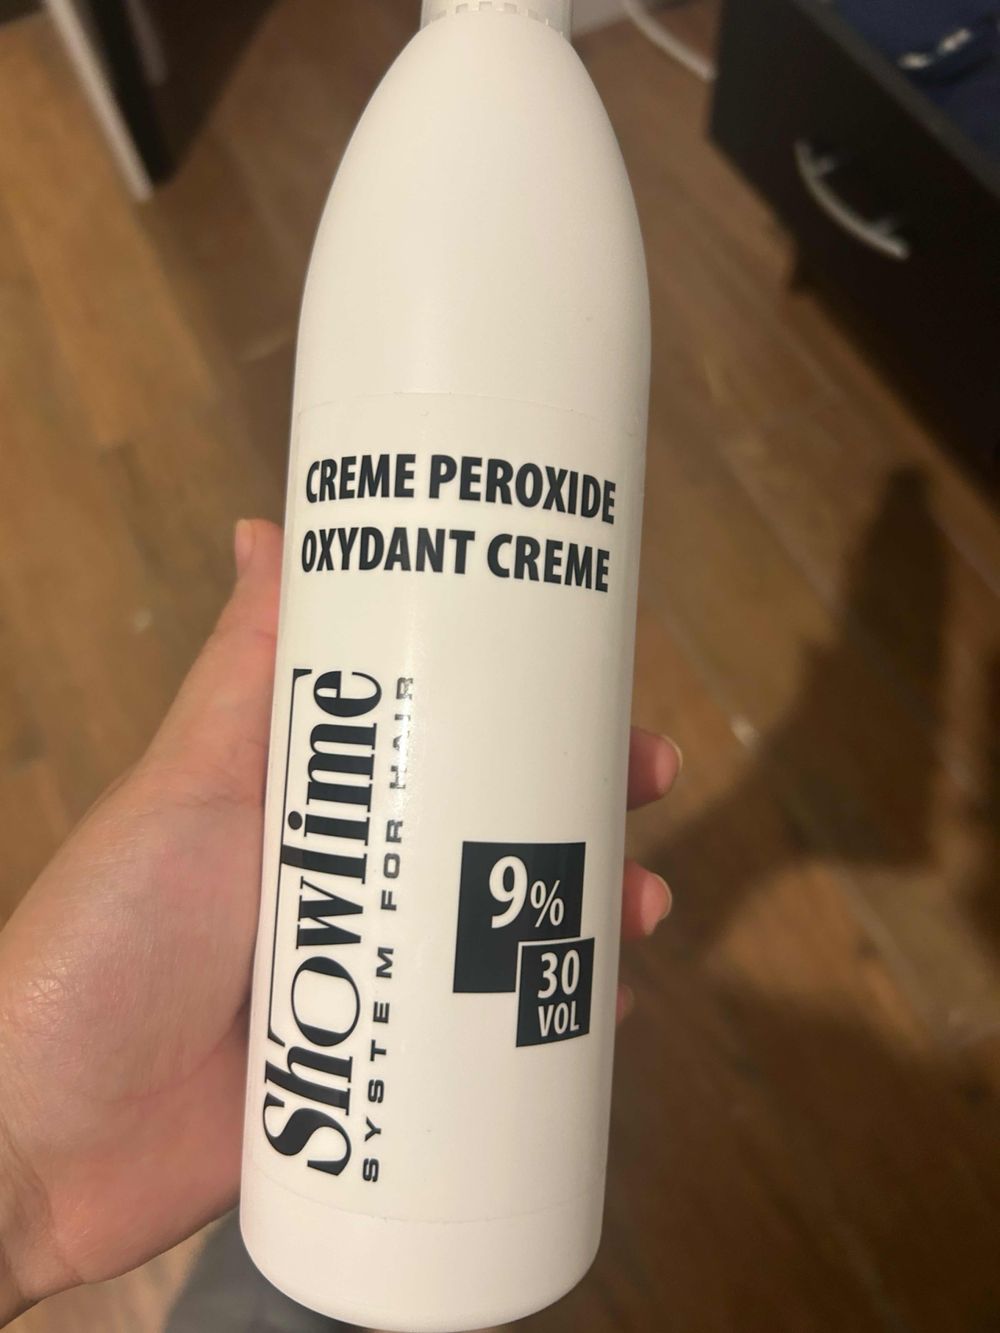 CREME PEROXIDE
OXYDANT CREME
Showtime
SYSTEM FOR HAIR
9%
30
VOL